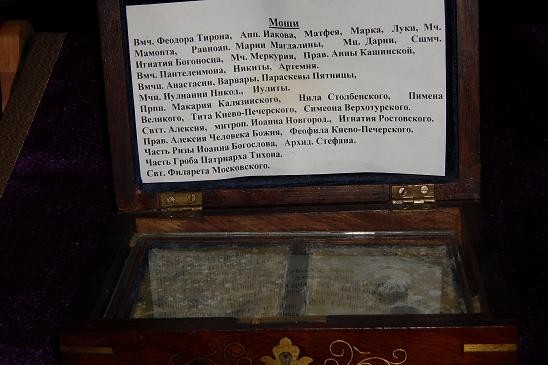 Мощи
Вмч. Феодора Тирона, Апп. Иакова, Матфея, Марка, Луки, Мч.
Мамонта, Равноап. Марии Магдалины, Мц. Дарии, Сщмч.
Игнатия Богоносца, Мч. Меркурия, Прав. Анны Кашинской,
Вмч. Пантелеимона, Никиты, Артемия.
Вмчц. Анастасии, Варвары, Параскевы Пятницы,
Мчц. Иулиании Никод., Иулиты.
Прпп. Макария Калязинского, Нила Столбенского, Пимена
Великого, Тита Киево-Печерского, Симеона Верхотурского.
Свтт. Алексия, митроп. Иоанна Новгород., Игнатия Ростовского.
Прав. Алексия Человека Божия, Феофила Киево-Печерского.
Часть Ризы Иоанна Богослова, Архид. Стефана.
Часть Гроба Патриарха Тихона.
Свт. Филарета Московского.